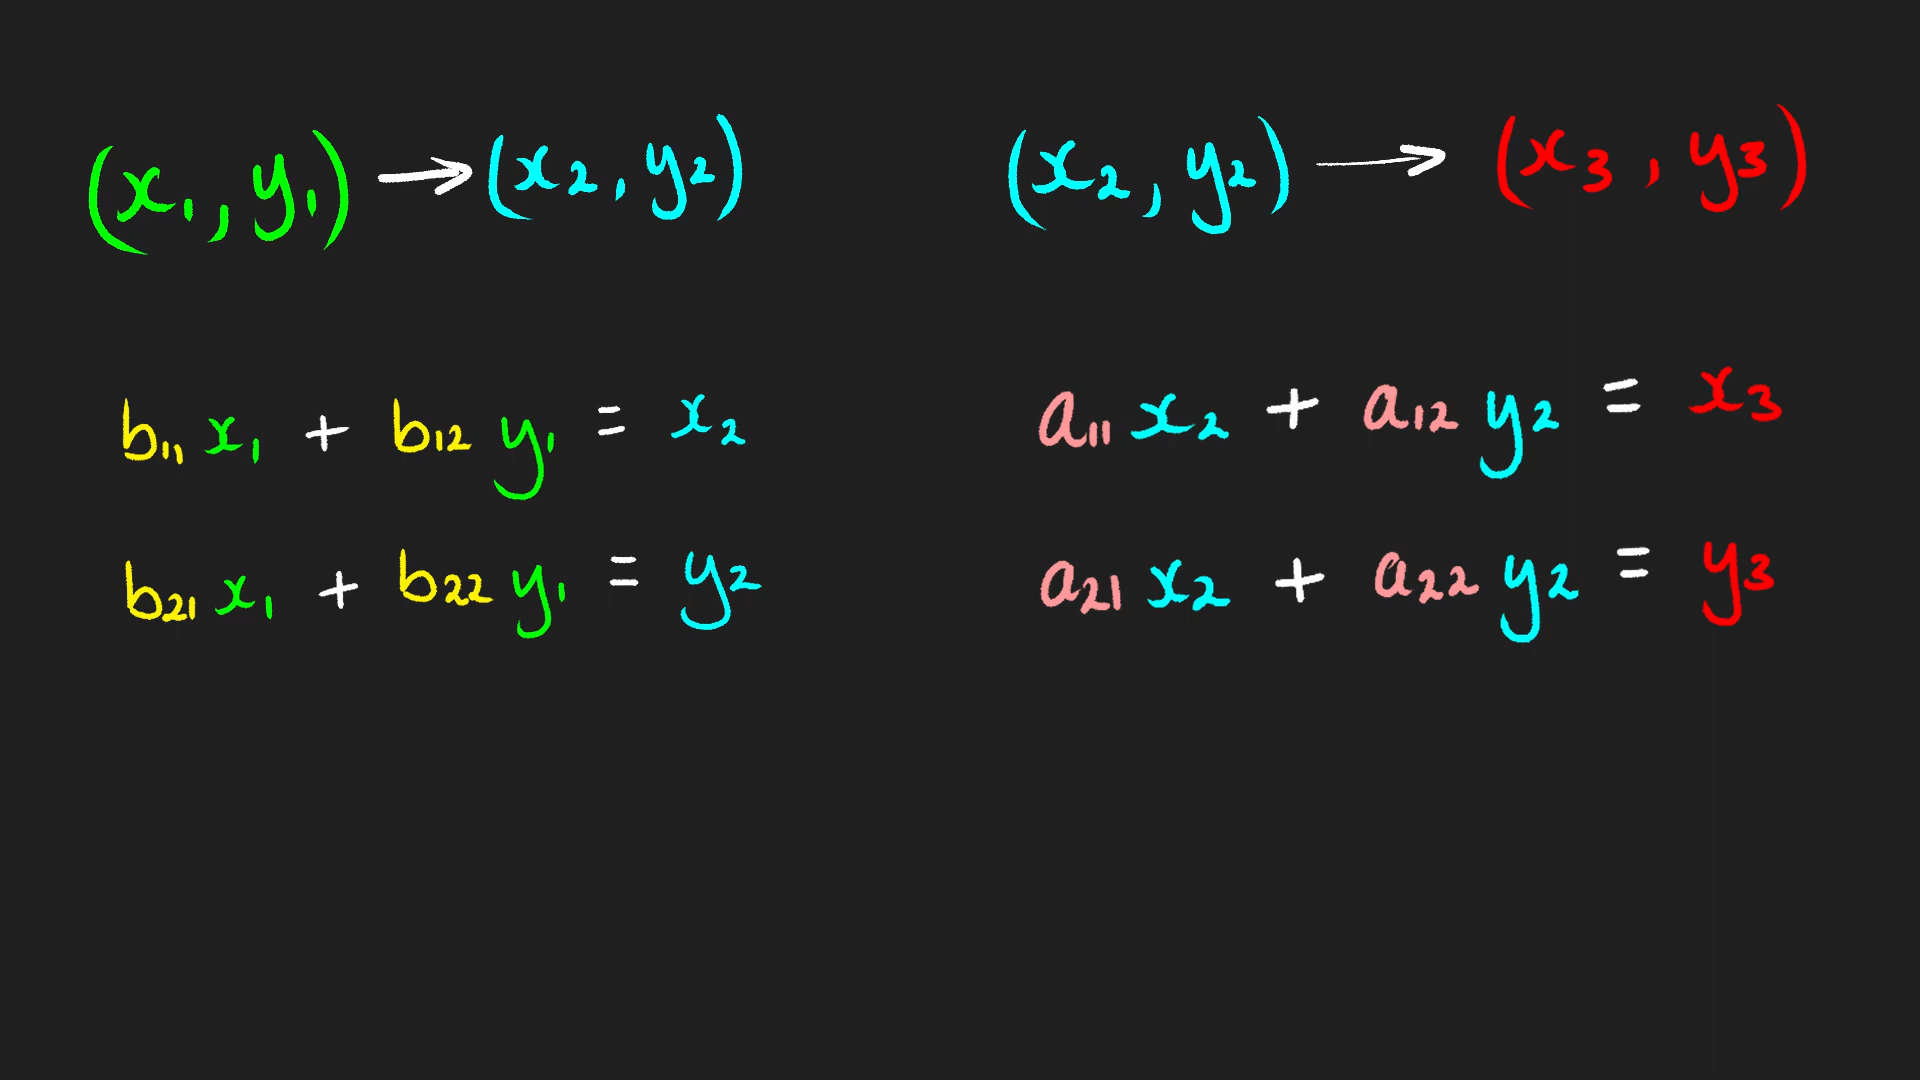 (x₁, y₁) → (x₂, y₂)
b₁₁ x₁ + b₁₂ y₁ = x₂
b₂₁ x₁ + b₂₂ y₁ = y₂
(x₂, y₂) → (x₃, y₃)
a₁₁ x₂ + a₁₂ y₂ = x₃
a₂₁ x₂ + a₂₂ y₂ = y₃